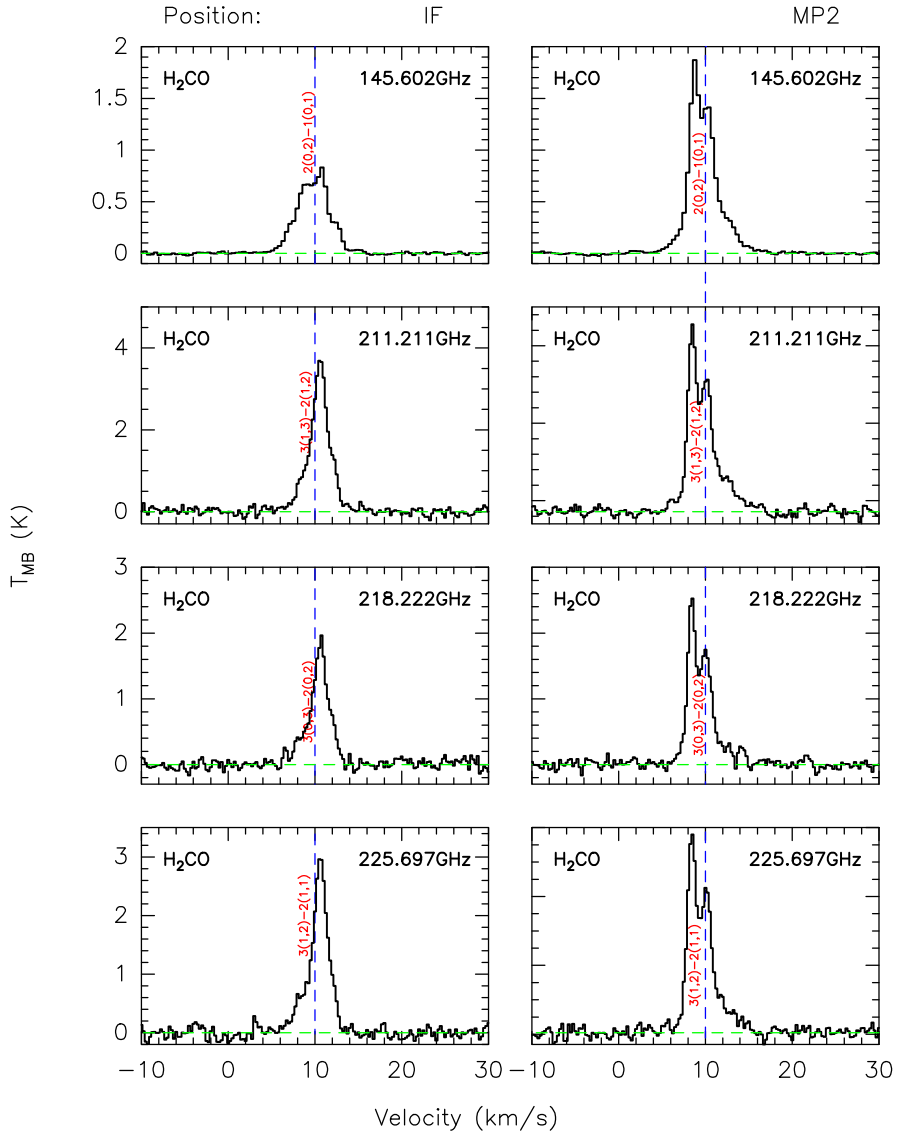 Position: IF MP2
H₂CO 145.602GHz
2(0,2)−1(0,1)
2
1.5
1
0.5
0
H₂CO 145.602GHz
2(0,2)−1(0,1)
H₂CO 211.211GHz
3(1,3)−2(1,2)
4
2
0
H₂CO 211.211GHz
3(1,3)−2(1,2)
T_MB (K)
H₂CO 218.222GHz
3(0,3)−2(0,2)
3
2
1
0
H₂CO 218.222GHz
3(0,3)−2(0,2)
H₂CO 225.697GHz
3(1,2)−2(1,1)
3
2
1
0
H₂CO 225.697GHz
3(1,2)−2(1,1)
−10 0 10 20 30 −10 0 10 20 30
Velocity (km/s)